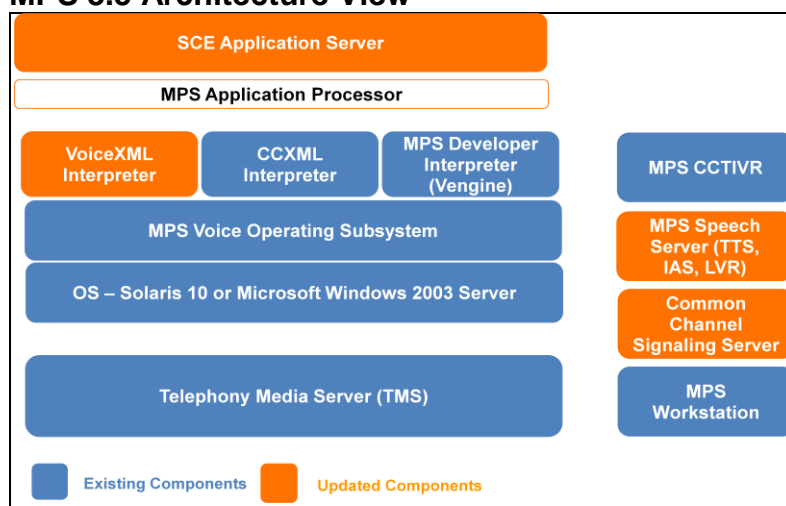 SCE Application Server
MPS Application Processor
VoiceXML
Interpreter
CCXML
Interpreter
MPS Developer
Interpreter
(Vengine)
MPS Voice Operating Subsystem
OS – Solaris 10 or Microsoft Windows 2003 Server
Telephony Media Server (TMS)
MPS CCTIVR
MPS Speech
Server (TTS,
IAS, LVR)
Common
Channel
Signaling Server
MPS
Workstation
Existing Components
Updated Components